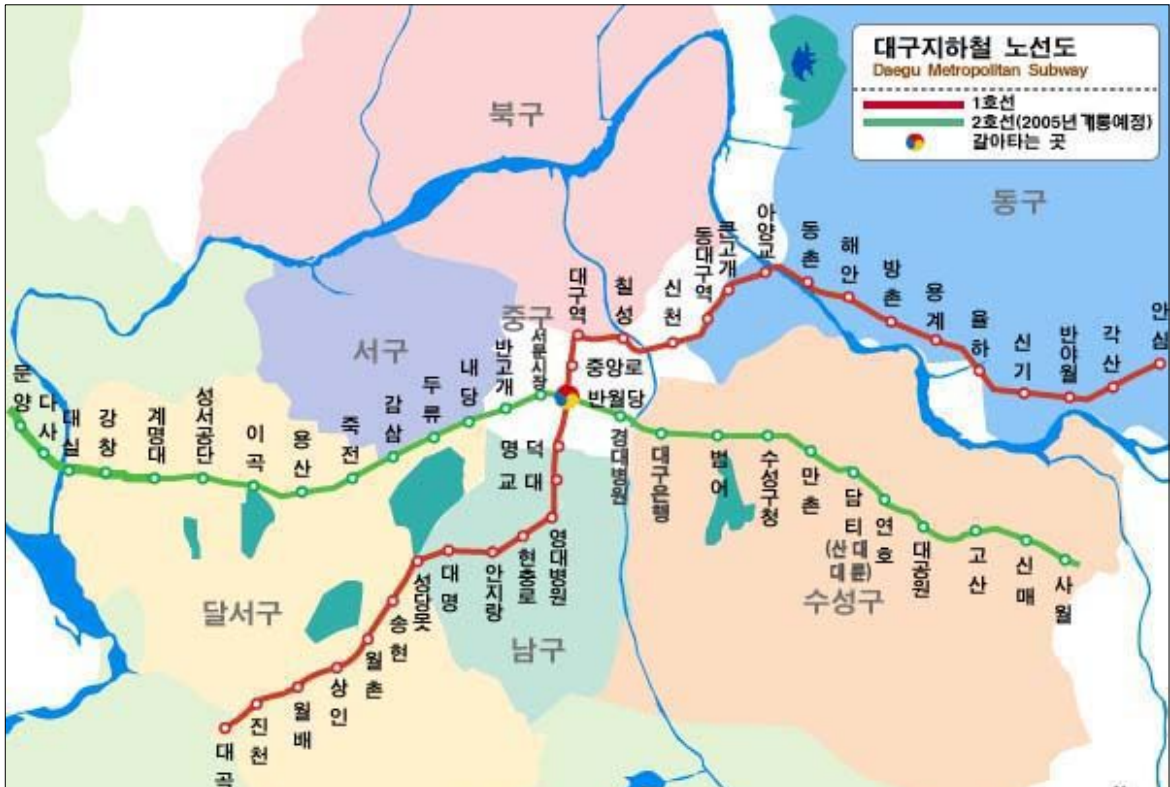 대구지하철 노선도
Daegu Metropolitan Subway
1호선
2호선(2005년 개통예정)
갈아타는 곳
북구
동구
서구
중구
달서구
남구
수성구
대구역
칠성
신천
동대구역
큰고개
아양교
동촌
해안
방촌
용계
율하
신기
반야월
각산
안심
중앙로
반월당
명덕
교대
영대병원
현충로
안지랑
대명
성당못
송현
월촌
상인
월배
진천
대곡
문양
다사
대실
강창
계명대
성서공단
이곡
용산
죽전
감삼
두류
내당
반고개
서문시장
경대병원
대구은행
범어
수성구청
만촌
담티
(산대
대륜)
연호
대공원
고산
신매
사월